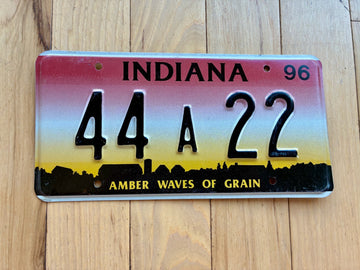 INDIANA 96
44 A 22
AMBER WAVES OF GRAIN